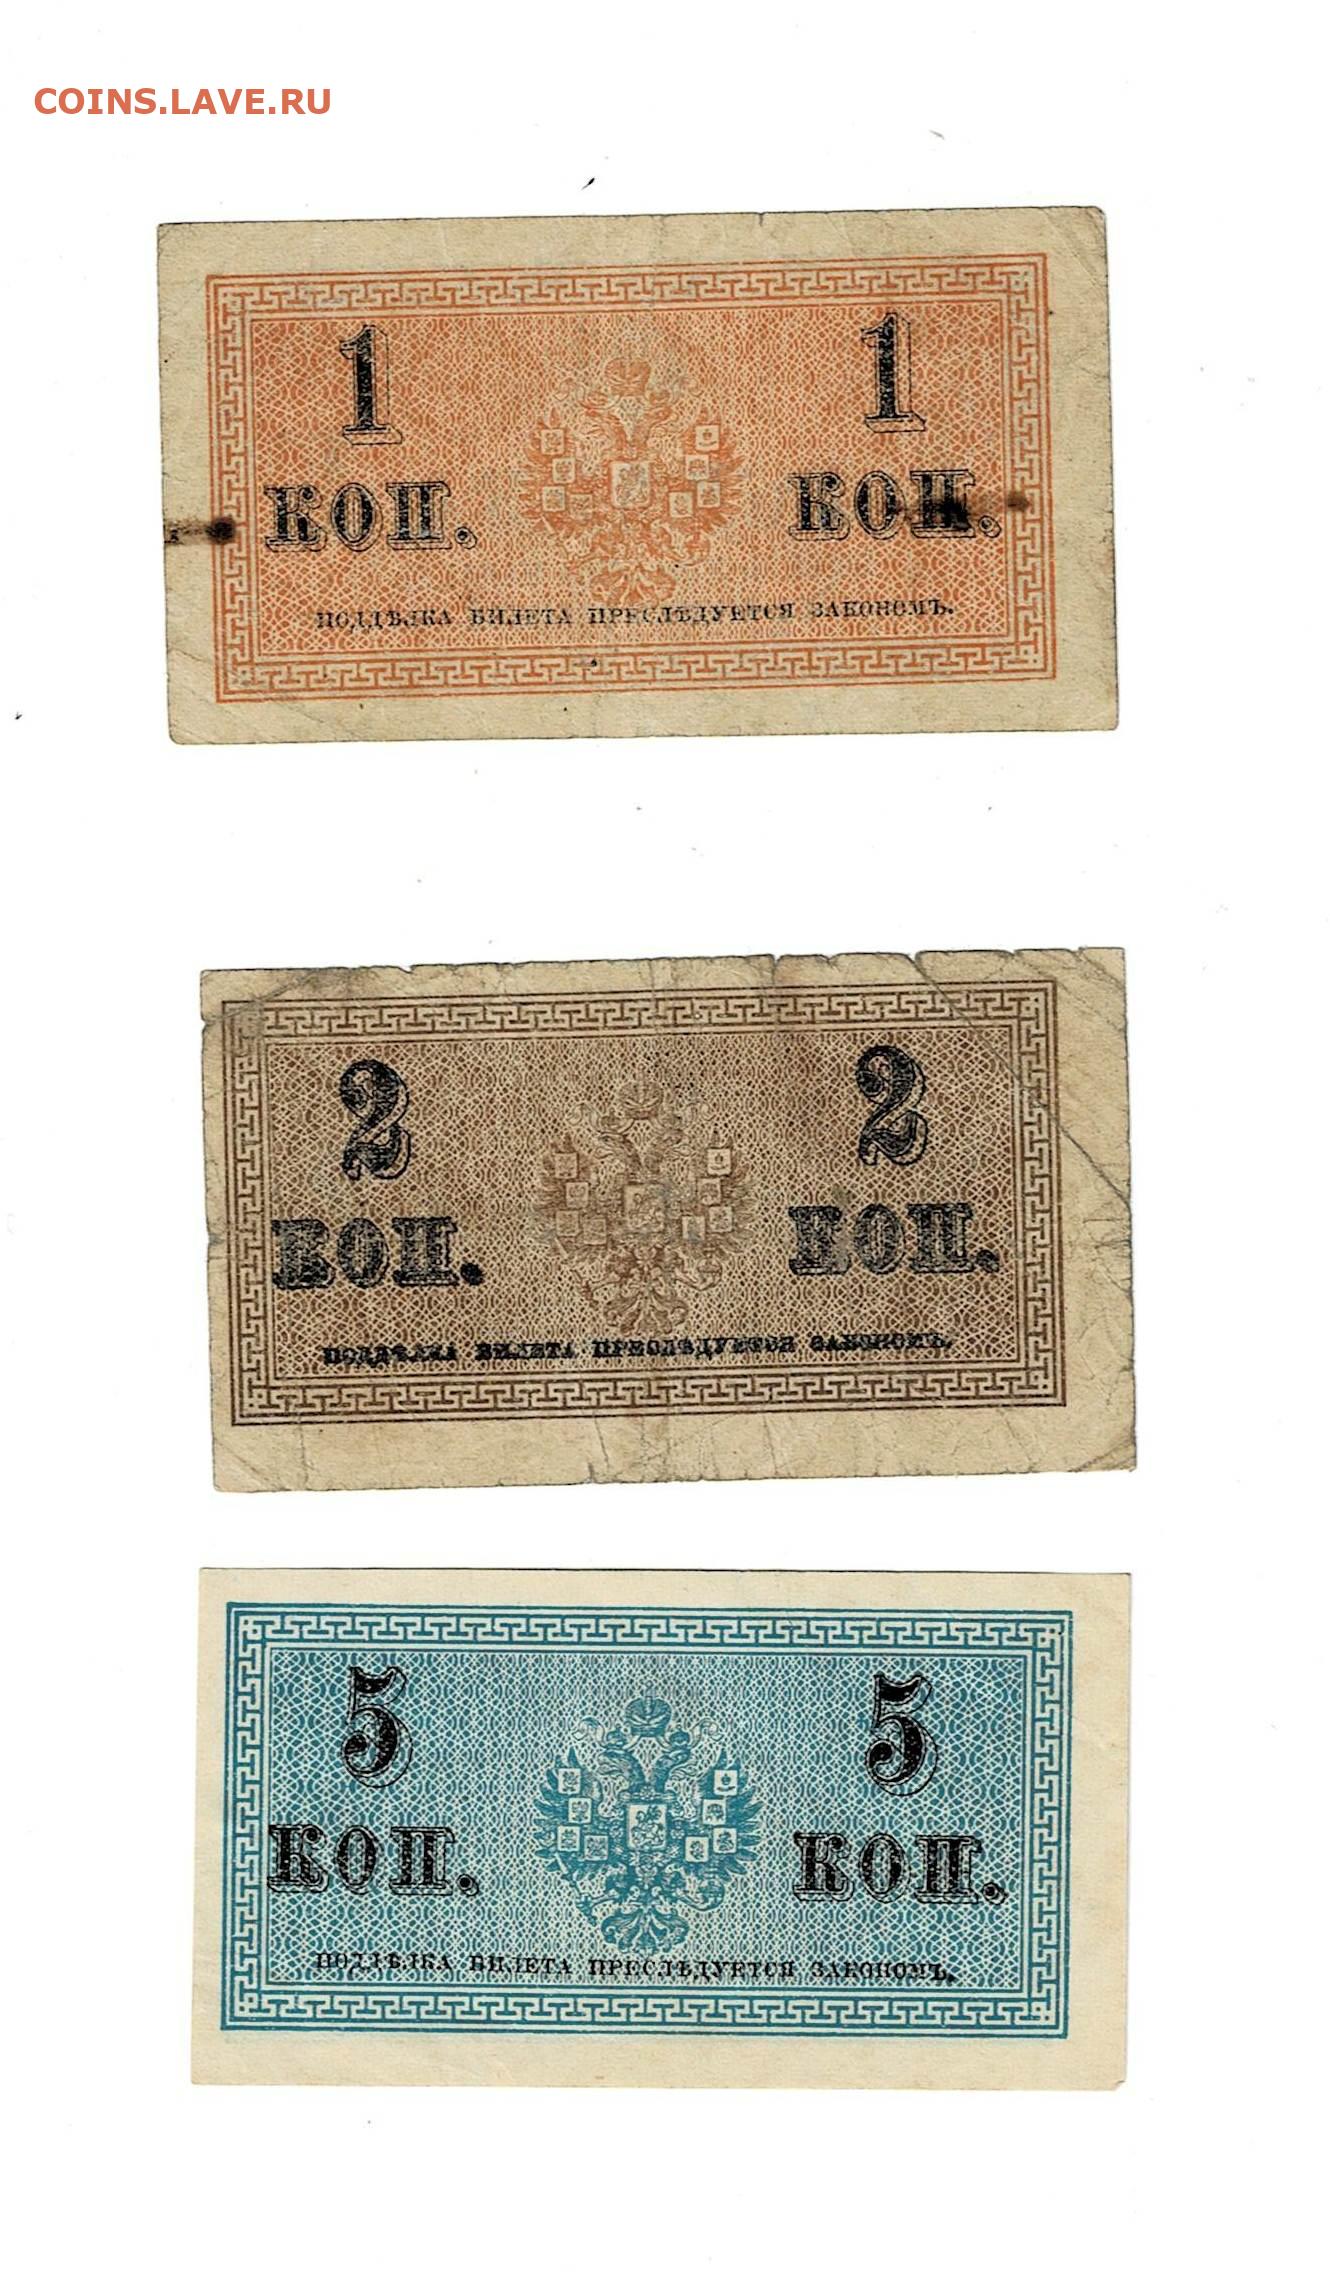 COINS.LAVE.RU
1 1
КОП. КОП.
ПОДДѢЛКА БИЛЕТА ПРЕСЛѢДУЕТСЯ ЗАКОНОМЪ.
2 2
КОП. КОП.
ПОДДѢЛКА БИЛЕТА ПРЕСЛѢДУЕТСЯ ЗАКОНОМЪ.
5 5
КОП. КОП.
ПОДДѢЛКА БИЛЕТА ПРЕСЛѢДУЕТСЯ ЗАКОНОМЪ.